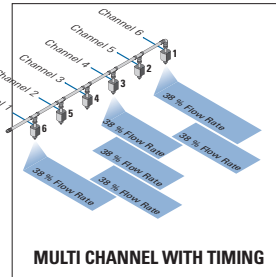 Channel 6
Channel 5
Channel 4
Channel 3
Channel 2
1
2
3
4
5
6
38 % Flow Rate
38 % Flow Rate
38 % Flow Rate
38 % Flow Rate
38 % Flow Rate
38 % Flow Rate
MULTI CHANNEL WITH TIMING